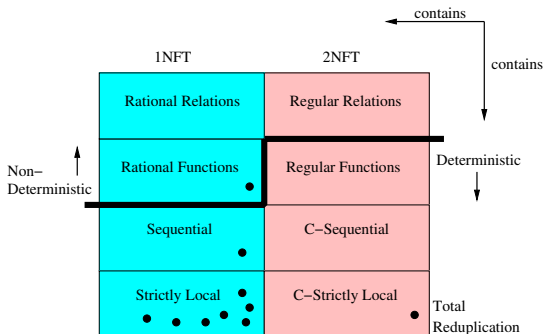 contains
contains
1NFT
2NFT
Rational Relations
Regular Relations
Non-
Deterministic
Rational Functions
Regular Functions
Deterministic
Sequential
C-Sequential
Strictly Local
C-Strictly Local
Total
Reduplication